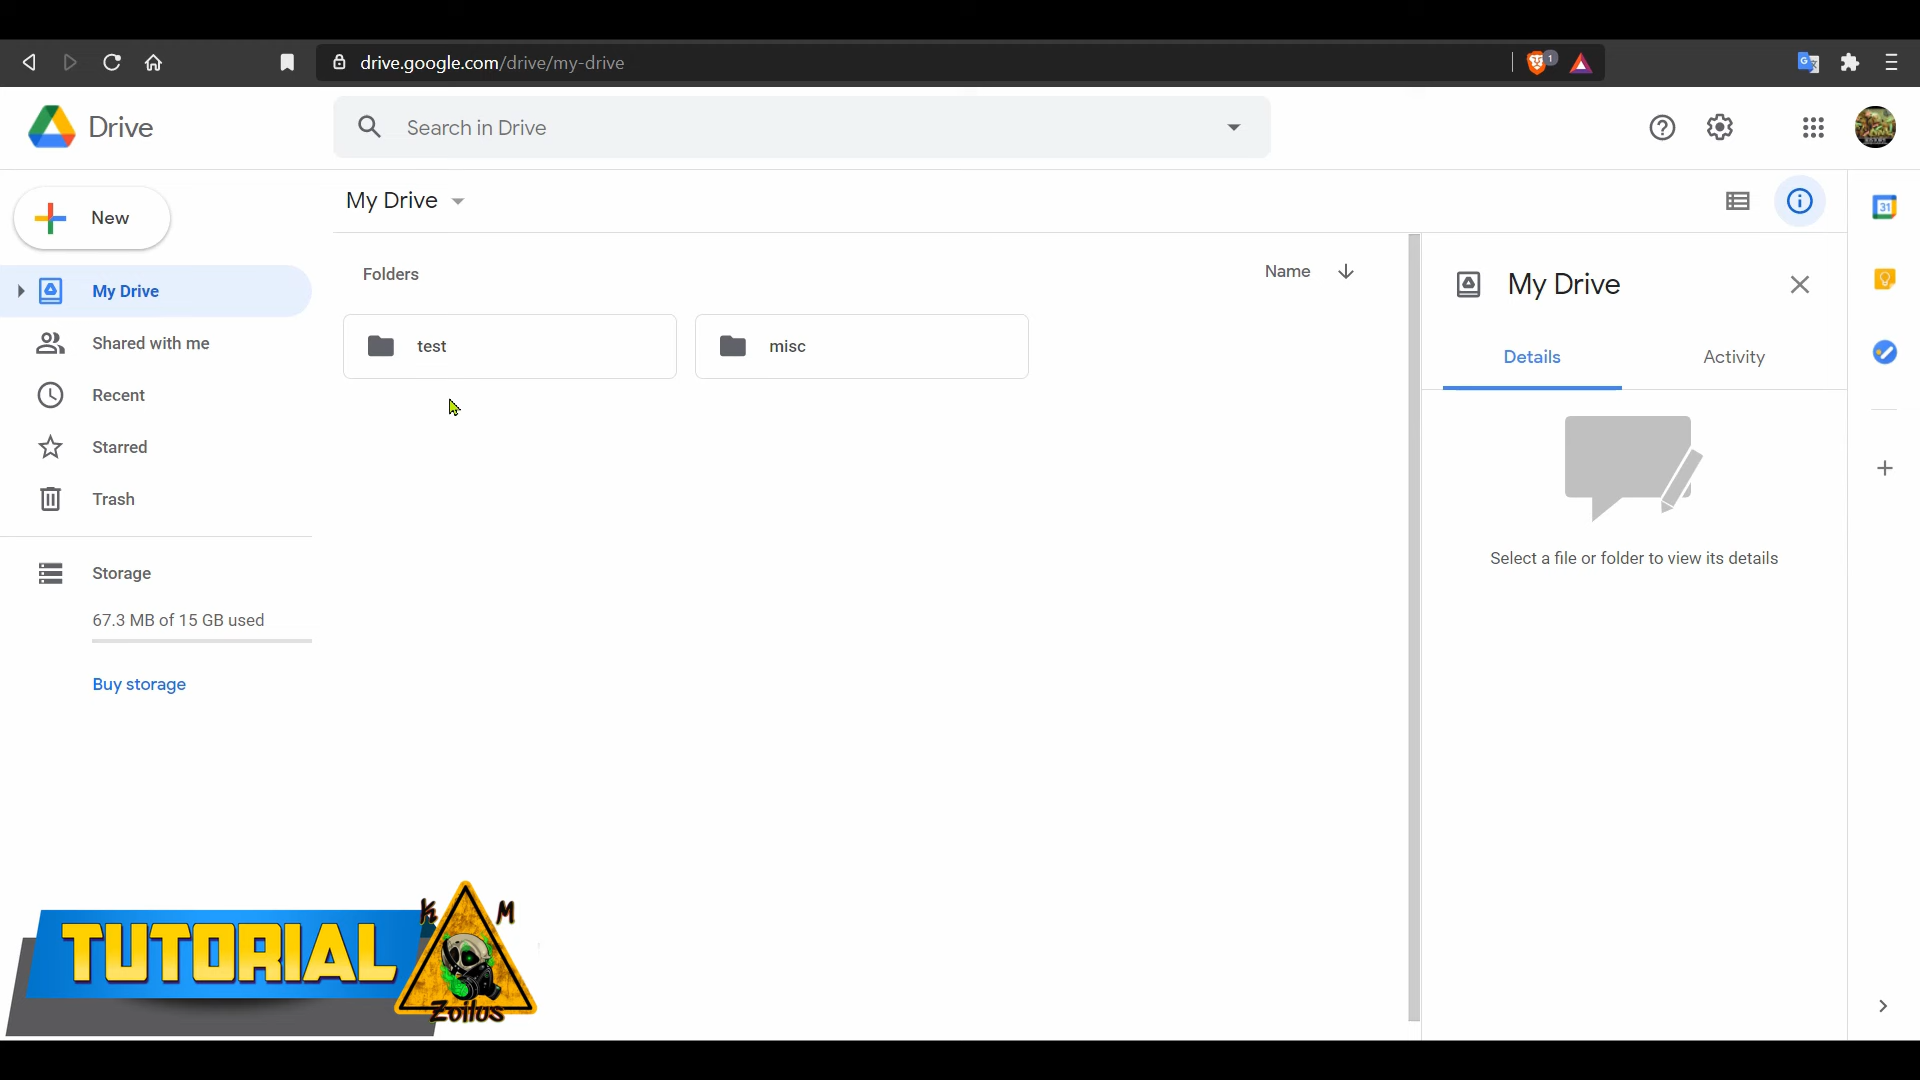 drive.google.com/drive/my-drive
1
Drive
Search in Drive
New
My Drive
31
Folders
Name
My Drive
My Drive
Shared with me
test
misc
Details
Activity
Recent
Starred
Trash
Select a file or folder to view its details
Storage
67.3 MB of 15 GB used
Buy storage
K M
TUTORIAL
Zoilus